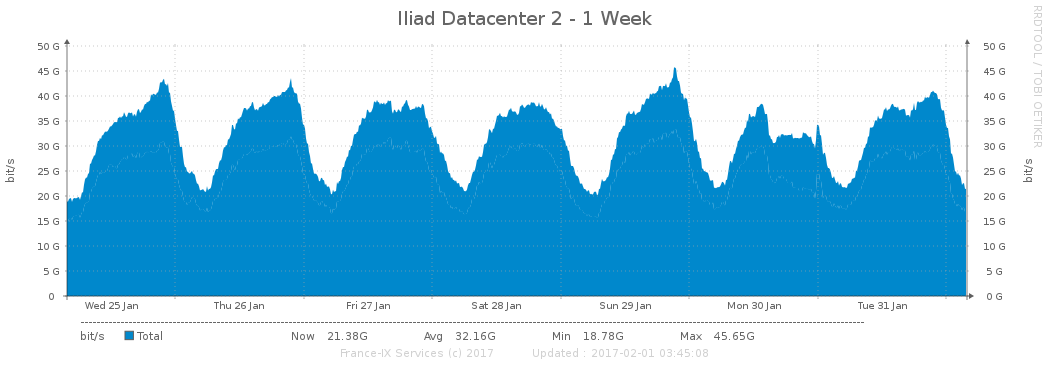 Iliad Datacenter 2 - 1 Week
RRDTOOL / TOBI OETIKER
bit/s
50 G
45 G
40 G
35 G
30 G
25 G
20 G
15 G
10 G
5 G
0
50 G
45 G
40 G
35 G
30 G
25 G
20 G
15 G
10 G
5 G
0 G
bit/s
Wed 25 Jan Thu 26 Jan Fri 27 Jan Sat 28 Jan Sun 29 Jan Mon 30 Jan Tue 31 Jan
bit/s Total Now 21.38G Avg 32.16G Min 18.78G Max 45.65G
France-IX Services (c) 2017 Updated : 2017-02-01 03:45:08